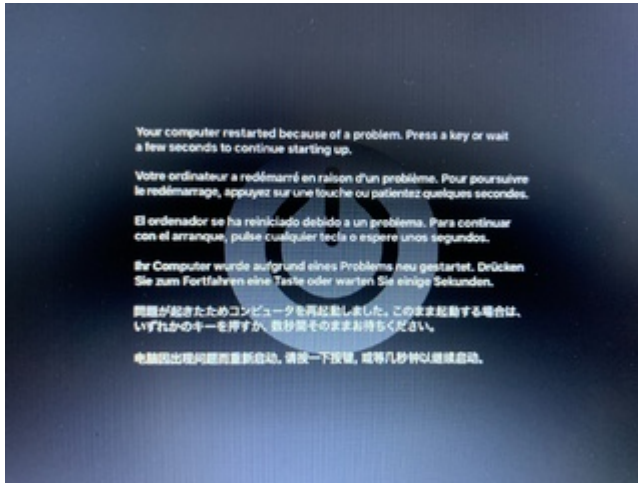 Your computer restarted because of a problem. Press a key or wait
a few seconds to continue starting up.
Votre ordinateur a redémarré en raison d'un problème. Pour poursuivre
le redémarrage, appuyez sur une touche ou patientez quelques secondes.
El ordenador se ha reiniciado debido a un problema. Para continuar
con el arranque, pulse cualquier tecla o espere unos segundos.
Ihr Computer wurde aufgrund eines Problems neu gestartet. Drücken
Sie zum Fortfahren eine Taste oder warten Sie einige Sekunden.
問題が起きたためコンピュータを再起動しました。このまま起動する場合は、
いずれかのキーを押すか、数秒間そのままお待ちください。
电脑因出现问题而重新启动。请按一下按键，或等几秒钟以继续启动。